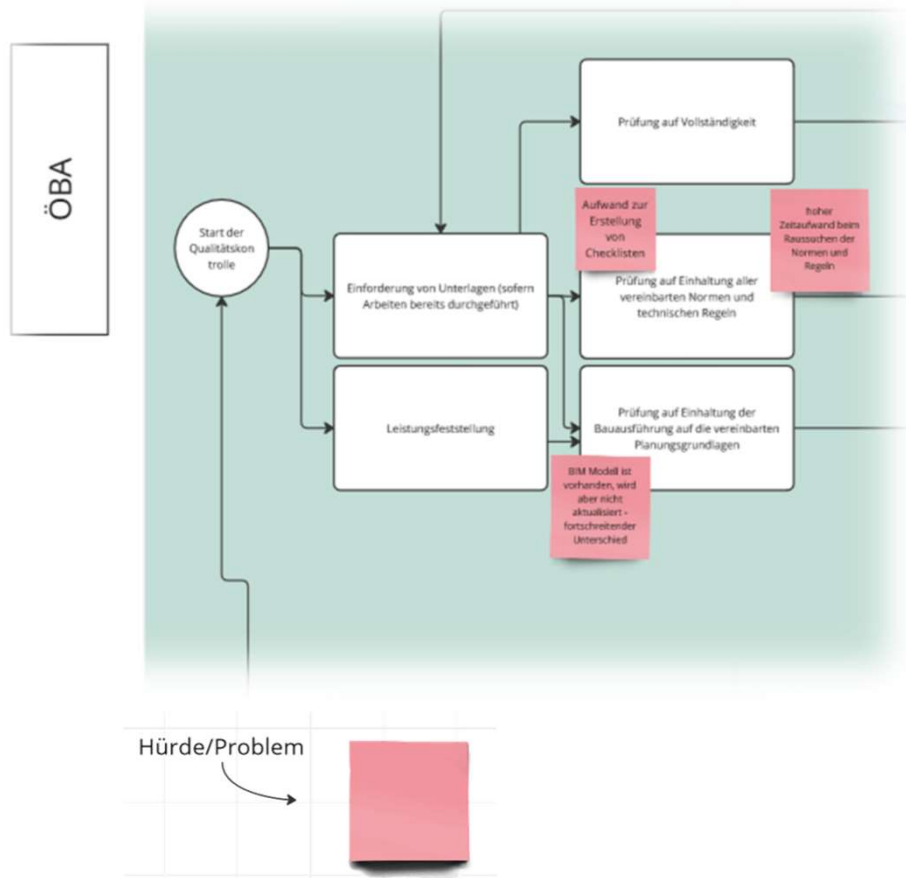 ÖBA
Start der
Qualitätskon
trolle
Einforderung von Unterlagen (sofern
Arbeiten bereits durchgeführt)
Leistungsfeststellung
Prüfung auf Vollständigkeit
Aufwand zur
Erstellung
von
Checklisten
hoher
Zeitaufwand beim
Raussuchen der
Normen und
Regeln
Prüfung auf Einhaltung aller
vereinbarten Normen und
technischen Regeln
Prüfung auf Einhaltung der
Bauausführung auf die vereinbarten
Planungsgrundlagen
BIM Modell ist
vorhanden, wird
aber nicht
aktualisiert -
fortschreitender
Unterschied
Hürde/Problem